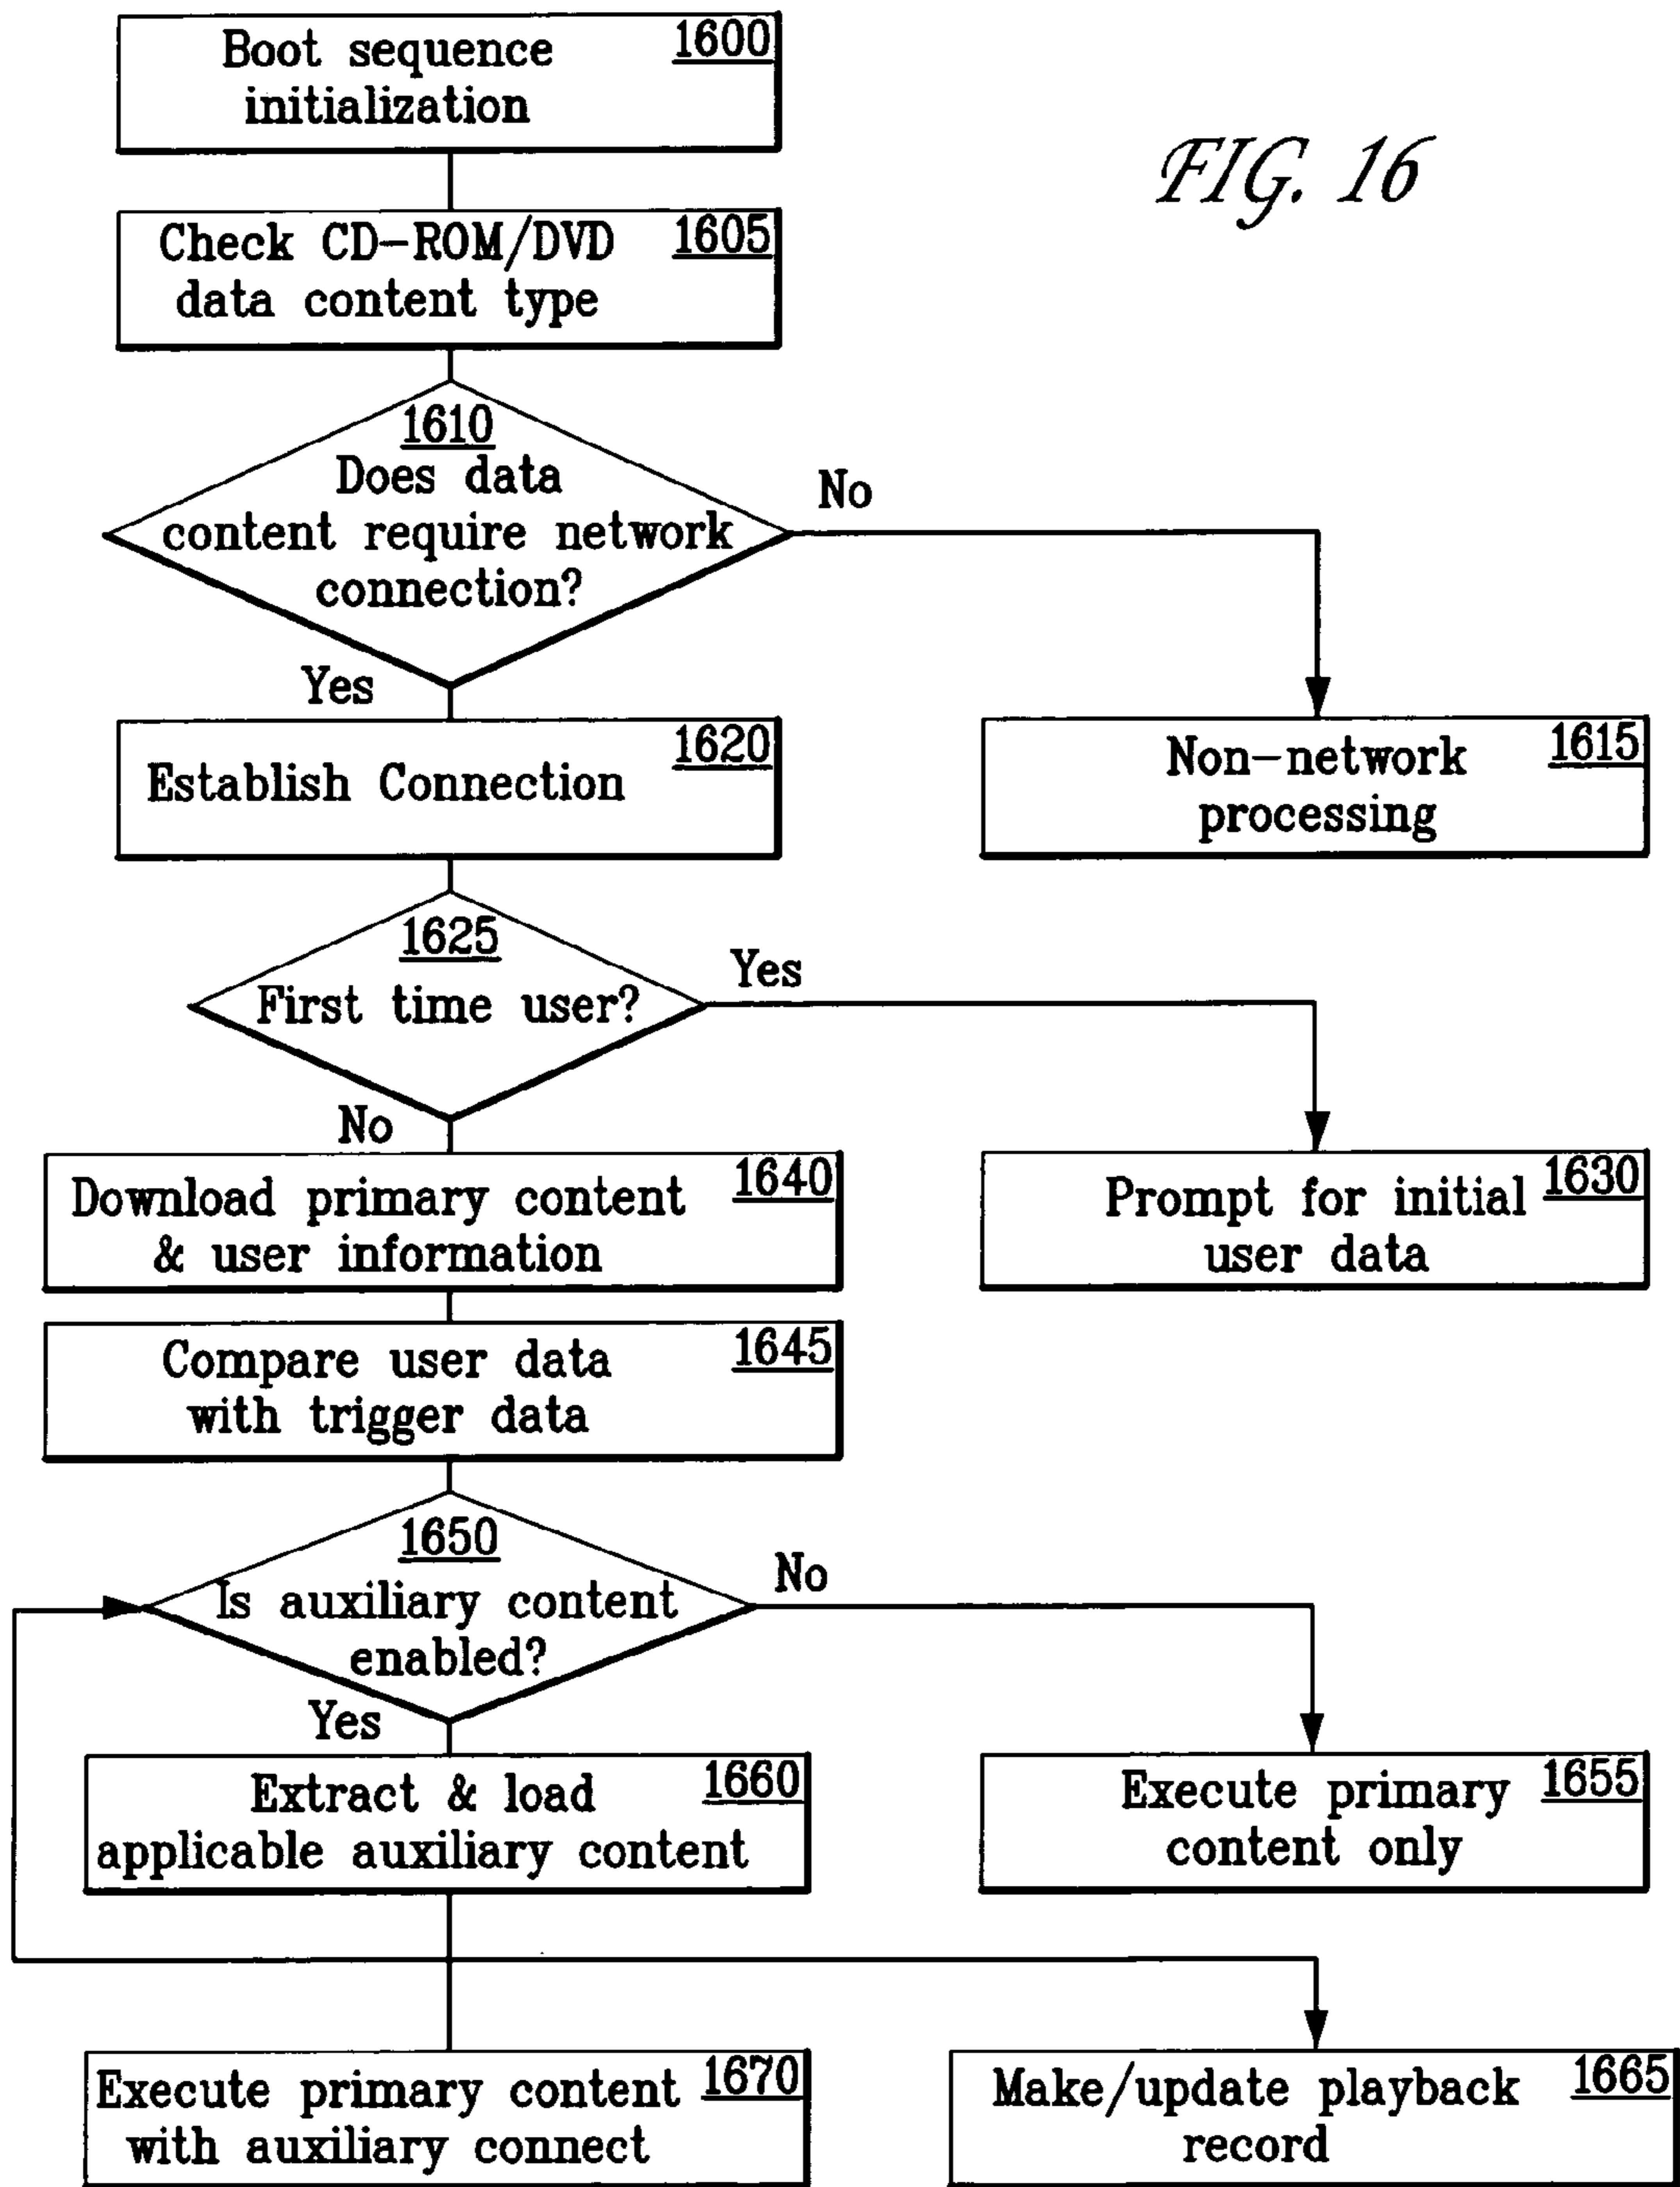 Boot sequence 1600
initialization
FIG. 16
Check CD-ROM/DVD 1605
data content type
1610
Does data
content require network
connection?
No
Yes
Establish Connection 1620
Non-network 1615
processing
1625
First time user?
Yes
No
Download primary content 1640
& user information
Prompt for initial 1630
user data
Compare user data 1645
with trigger data
1650
Is auxiliary content
enabled?
No
Yes
Extract & load 1660
applicable auxiliary content
Execute primary 1655
content only
Execute primary content 1670
with auxiliary connect
Make/update playback 1665
record